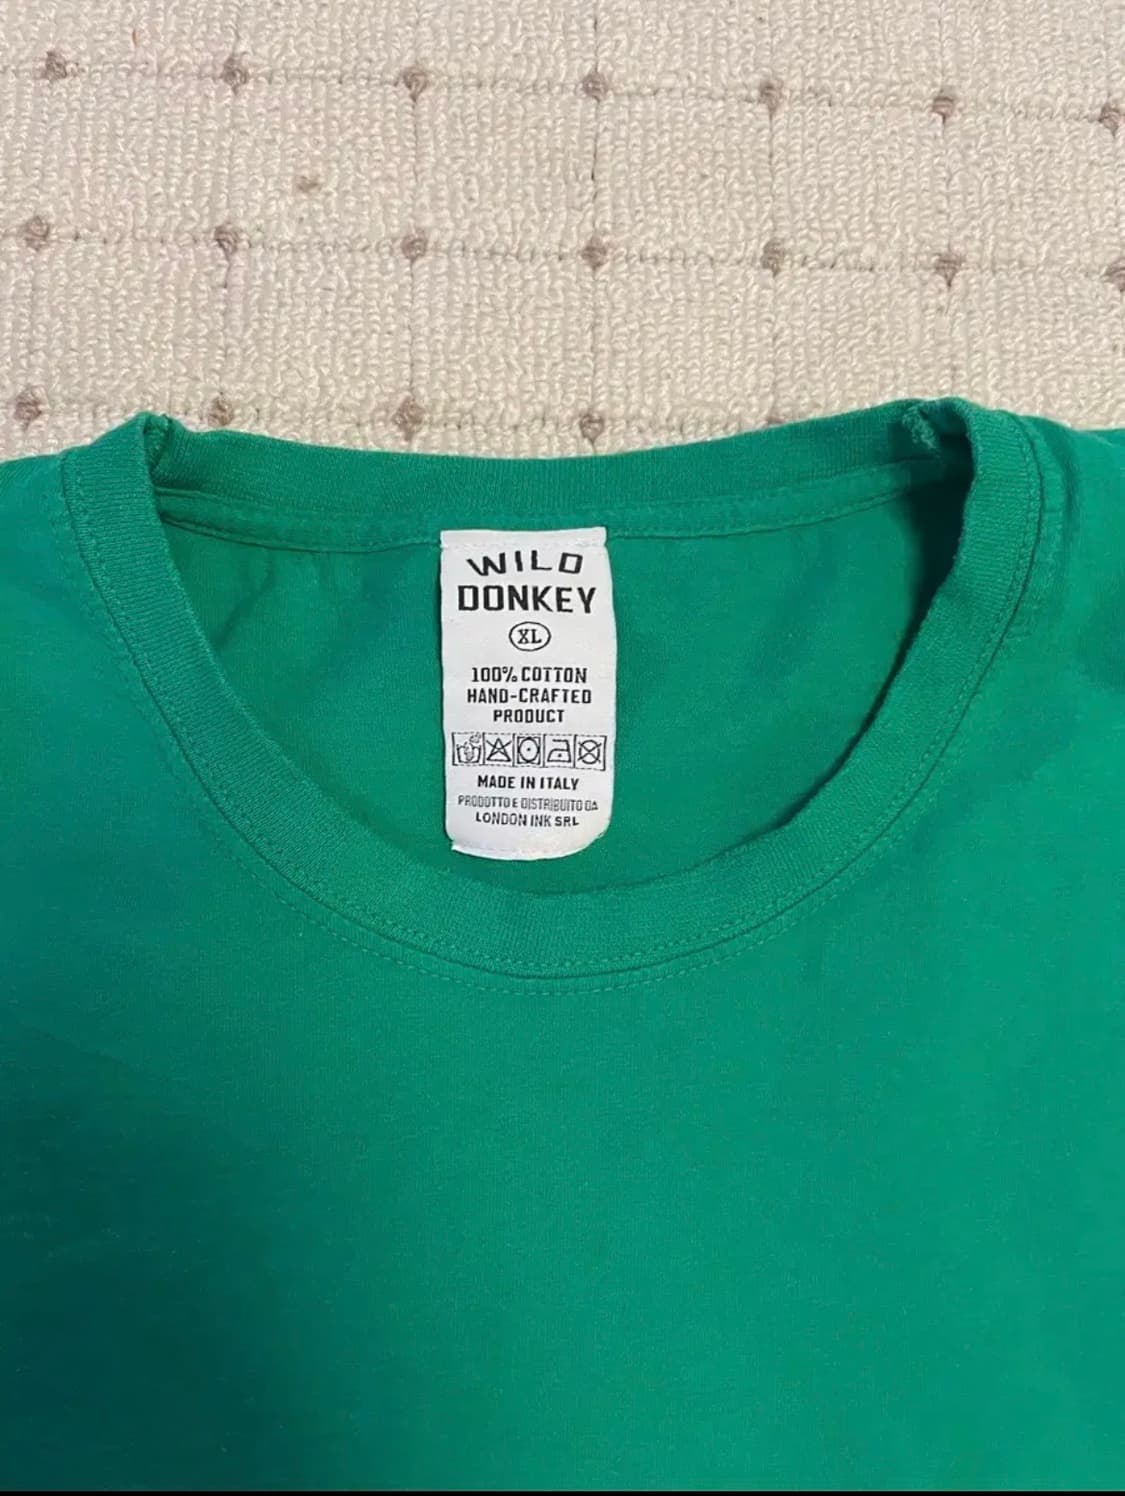 WILD
DONKEY
XL
100% COTTON
HAND-CRAFTED
PRODUCT
MADE IN ITALY
PRODOTTO E DISTRIBUITO DA
LONDON INK SRL